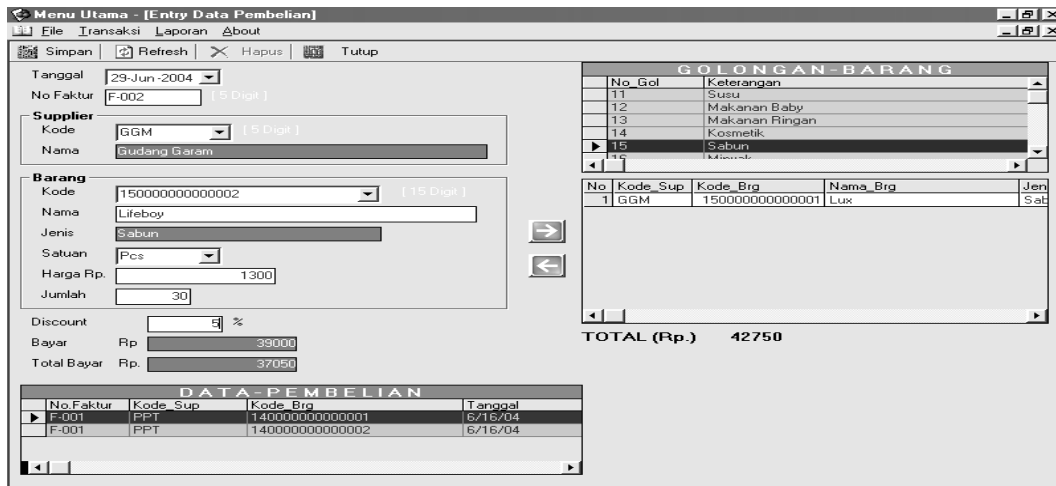 Menu Utama - [Entry Data Pembelian]
File Transaksi Laporan About
Simpan Refresh Hapus Tutup
Tanggal 29-Jun-2004
No Faktur F-002 [ 5 Digit ]
Supplier
Kode GGM [ 5 Digit ]
Nama Gudang Garam
Barang
Kode 150000000000002 [ 15 Digit ]
Nama Lifeboy
Jenis Sabun
Satuan Pcs
Harga Rp. 1300
Jumlah 30
Discount 5 %
Bayar Rp 39000
Total Bayar Rp. 37050
GOLONGAN-BARANG
No_Gol Keterangan
11 Susu
12 Makanan Baby
13 Makanan Ringan
14 Kosmetik
15 Sabun
16 Minyak
No Kode_Sup Kode_Brg Nama_Brg Jen
1 GGM 150000000000001 Lux Sab
TOTAL (Rp.) 42750
DATA-PEMBELIAN
No.Faktur Kode_Sup Kode_Brg Tanggal
F-001 PPT 140000000000001 6/16/04
F-001 PPT 140000000000002 6/16/04